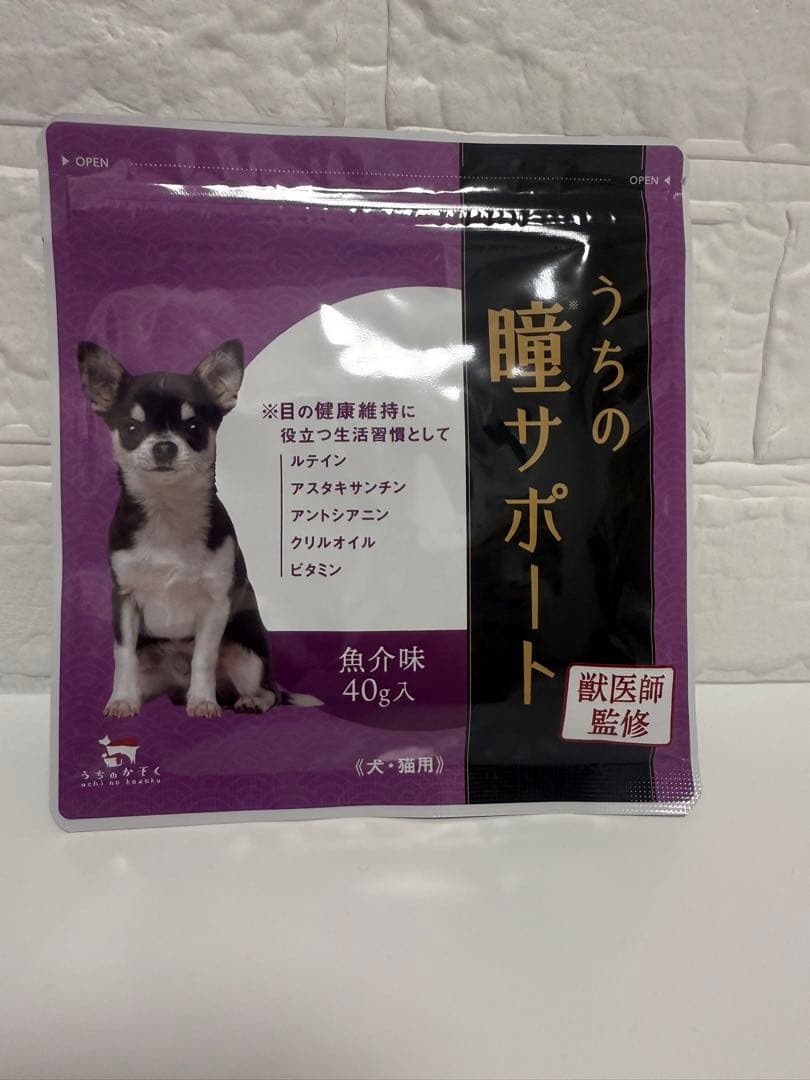 OPEN
OPEN
うちの
※
瞳サポート
※目の健康維持に
役立つ生活習慣として
ルテイン
アスタキサンチン
アントシアニン
クリルオイル
ビタミン
魚介味
40g入
獣医師
監修
《犬・猫用》
うちのかぞく
uchi no kazoku